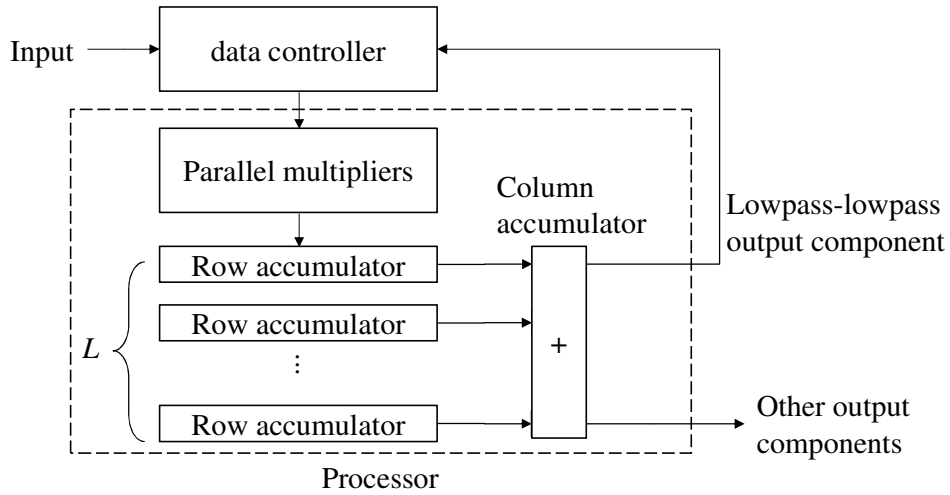 Input
data controller
Parallel multipliers
Column
accumulator
Lowpass-lowpass
output component
Row accumulator
Row accumulator
L
+
...
Row accumulator
Other output
components
Processor